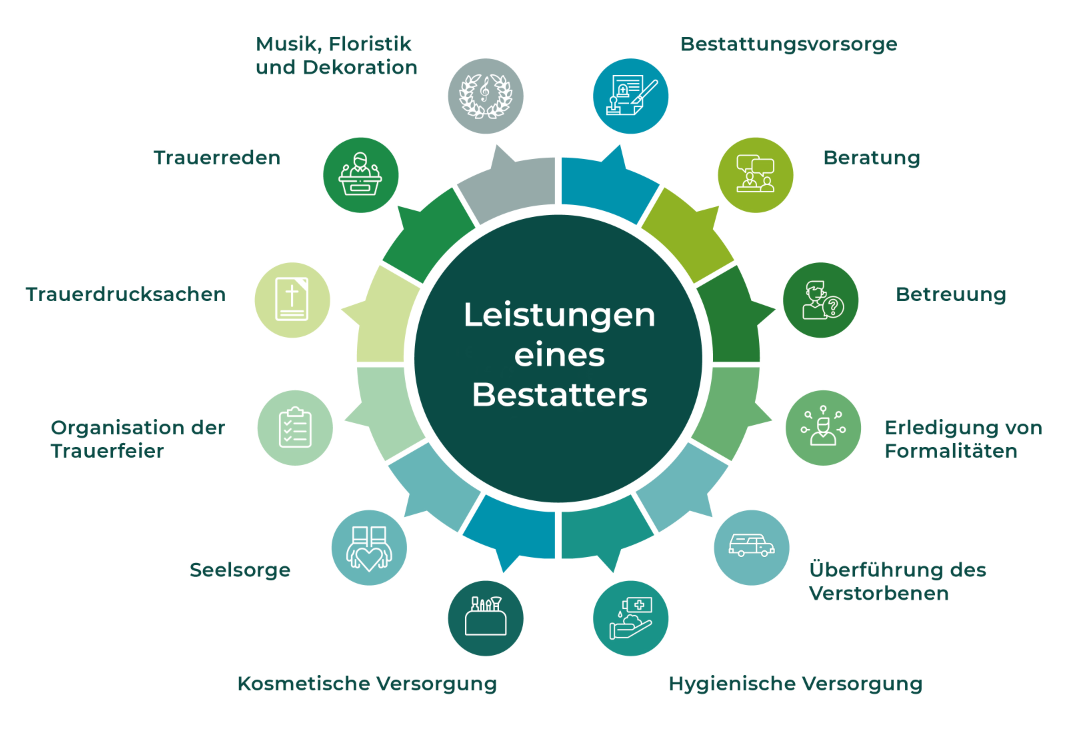 Musik, Floristik
und Dekoration
Bestattungsvorsorge
Trauerreden
Beratung
Trauerdrucksachen
Betreuung
Leistungen
eines
Bestatters
Organisation der
Trauerfeier
Erledigung von
Formalitäten
Seelsorge
Überführung des
Verstorbenen
Kosmetische Versorgung
Hygienische Versorgung